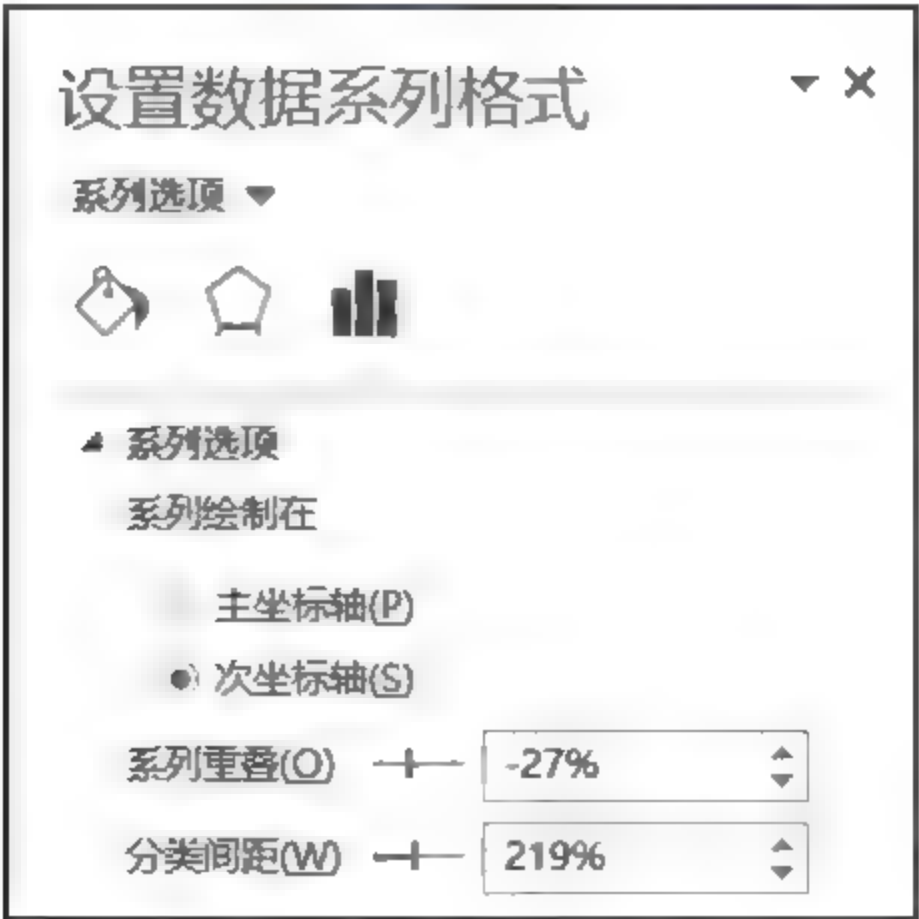 设置数据系列格式
系列选项
系列选项
系列绘制在
主坐标轴(P)
次坐标轴(S)
系列重叠(O) -27%
分类间距(W) 219%